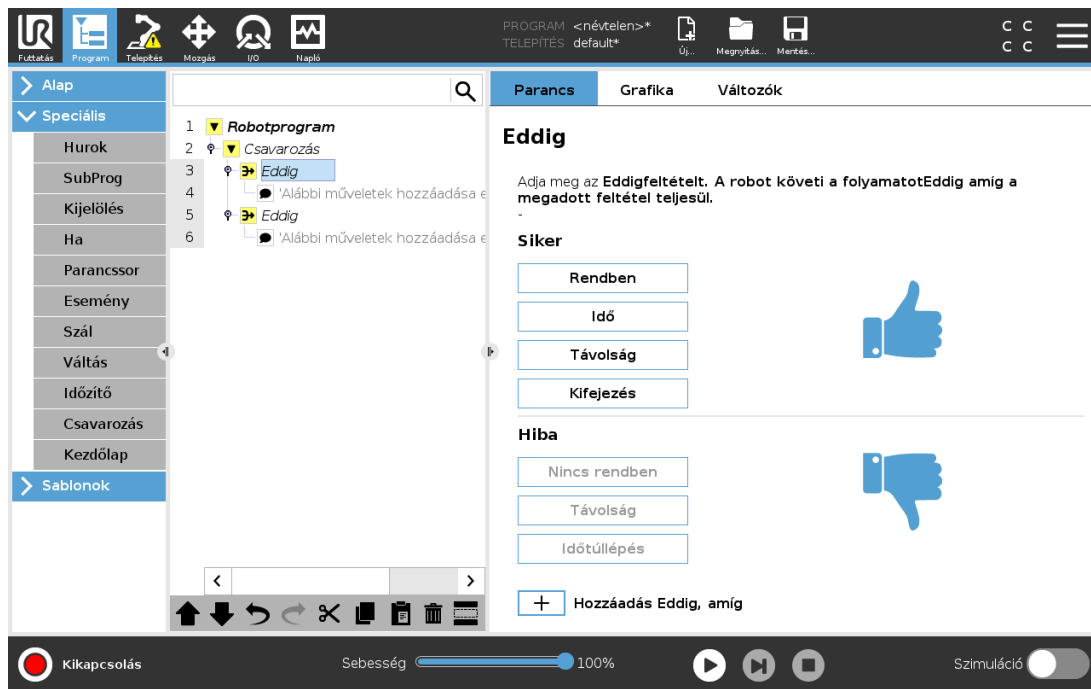 PROGRAM <névtelen>*
TELEPÍTÉS default*
C C
C C
UR
Futtatás
Program
Telepítés
Mozgás
I/O
Napló
Új...
Megnyitás...
Mentés...
Alap
Speciális
Hurok
SubProg
Kijelölés
Ha
Parancssor
Esemény
Szál
Váltás
Időzítő
Csavarozás
Kezdőlap
Sablonok
1 Robotprogram
2 Csavarozás
3 Eddig
4 'Alábbi műveletek hozzáadása e
5 Eddig
6 'Alábbi műveletek hozzáadása e
Parancs
Grafika
Változók
Eddig
Adja meg az Eddigfeltételt. A robot követi a folyamatotEddig amíg a
megadott feltétel teljesül.
-
Siker
Rendben
Idő
Távolság
Kifejezés
Hiba
Nincs rendben
Távolság
Időtúllépés
+ Hozzáadás Eddig, amíg
Kikapcsolás
Sebesség
100%
Szimuláció